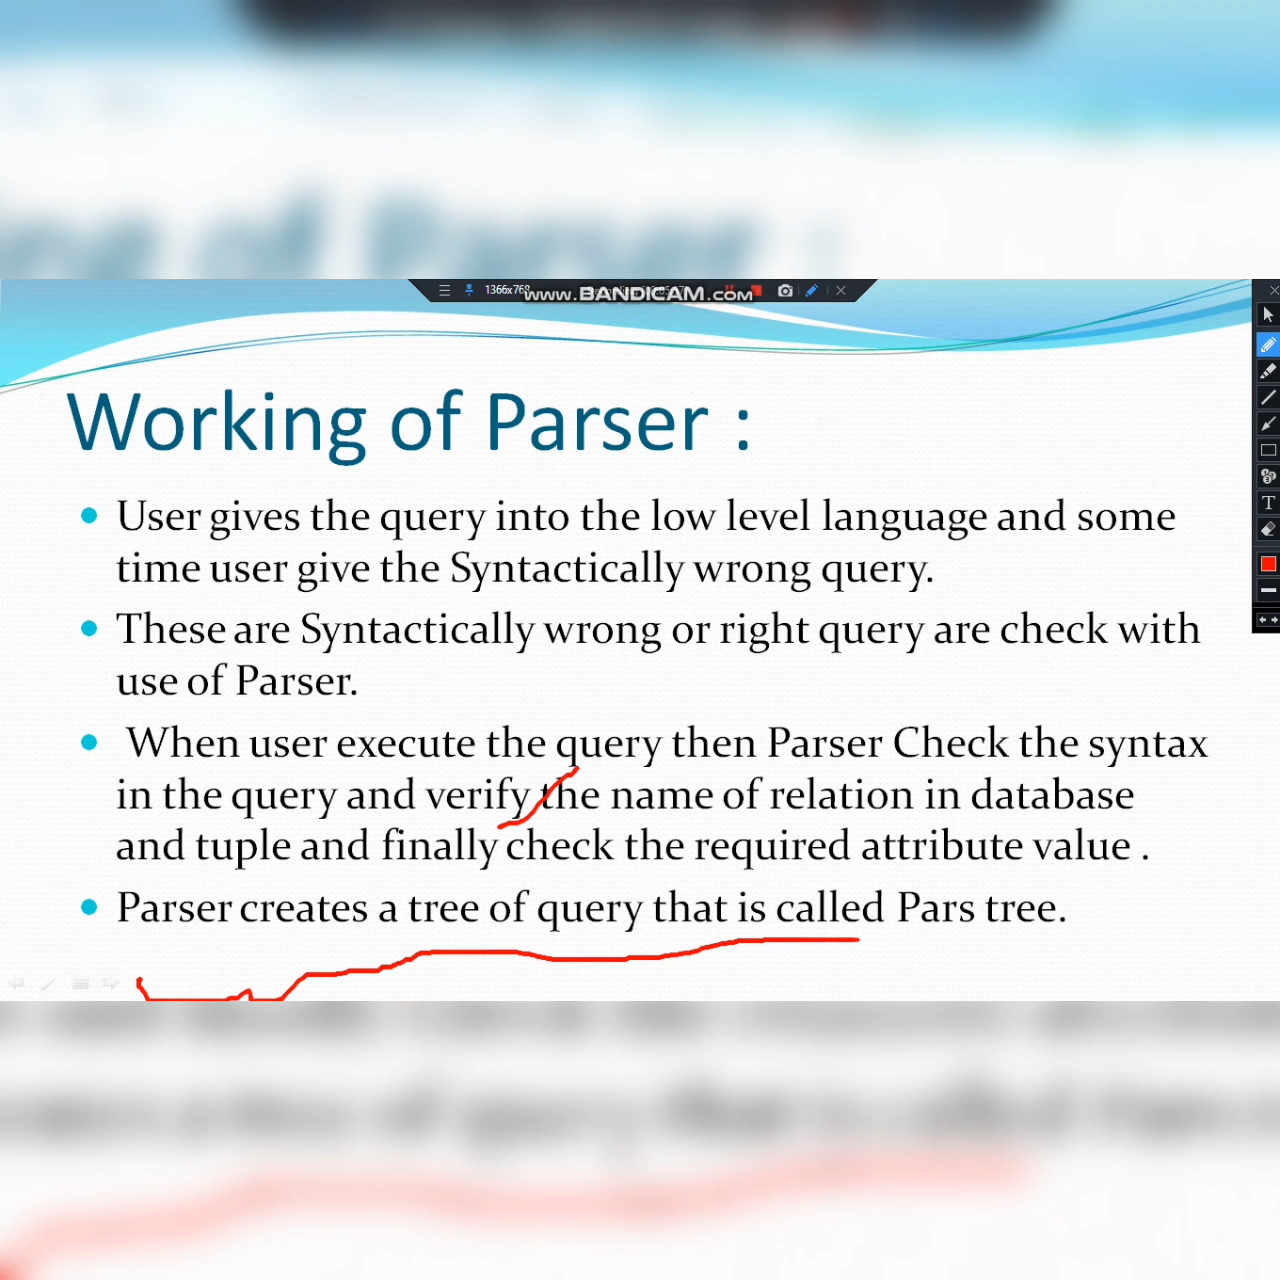 1366x768
www.BANDICAM.com
Working of Parser :
User gives the query into the low level language and some
time user give the Syntactically wrong query.
These are Syntactically wrong or right query are check with
use of Parser.
When user execute the query then Parser Check the syntax
in the query and verify the name of relation in database
and tuple and finally check the required attribute value .
Parser creates a tree of query that is called Pars tree.